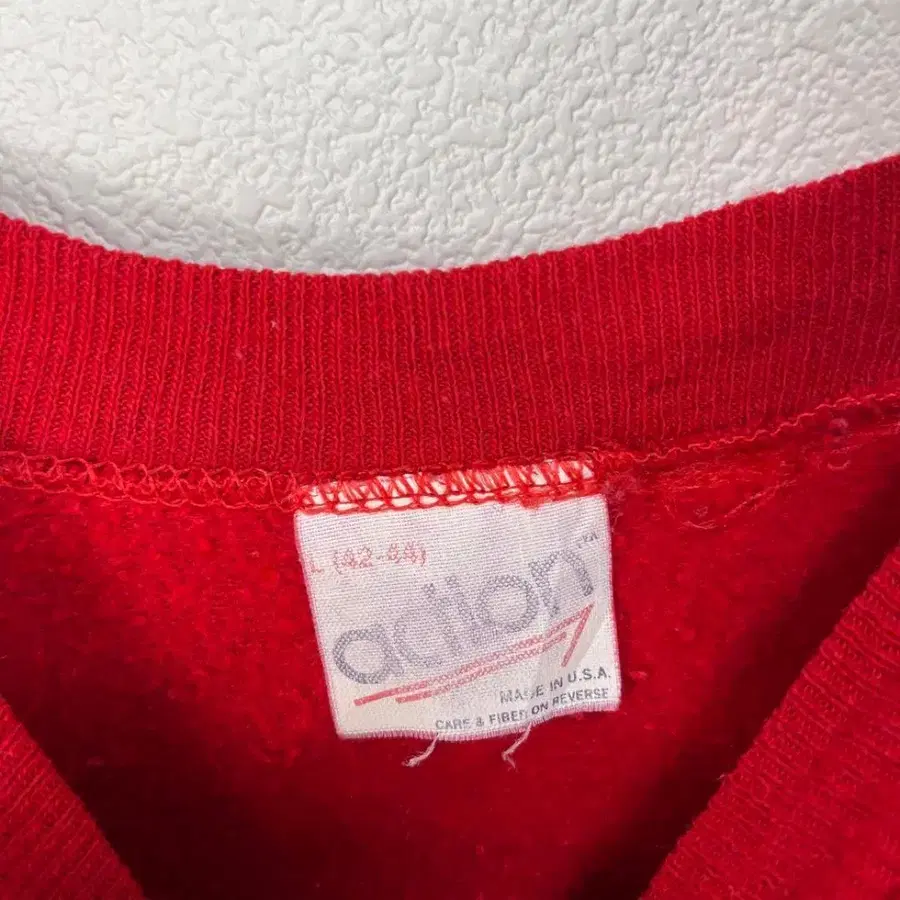 L (42-44)
action™
MADE IN U.S.A.
CARE & FIBER ON REVERSE